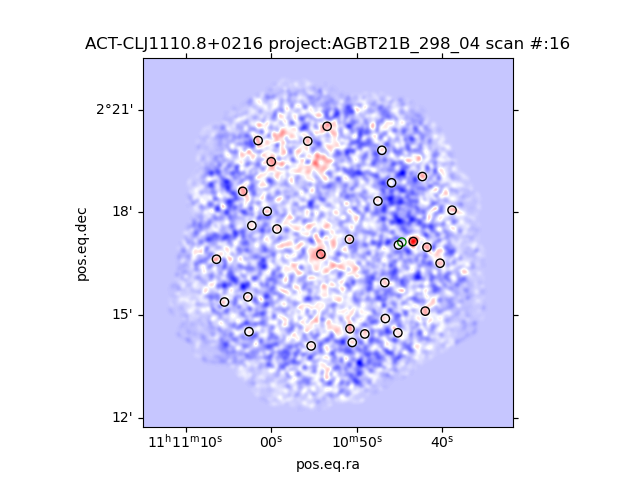 ACT-CLJ1110.8+0216 project:AGBT21B_298_04 scan #:16
2°21'
18'
15'
12'
pos.eq.dec
11ʰ11ᵐ10ˢ 00ˢ 10ᵐ50ˢ 40ˢ
pos.eq.ra